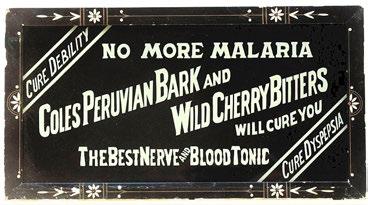 CURE DEBILITY
NO MORE MALARIA
COLES PERUVIAN BARK AND
WILD CHERRY BITTERS
WILL CURE YOU
THE BEST NERVE AND BLOOD TONIC
CURE DYSPEPSIA